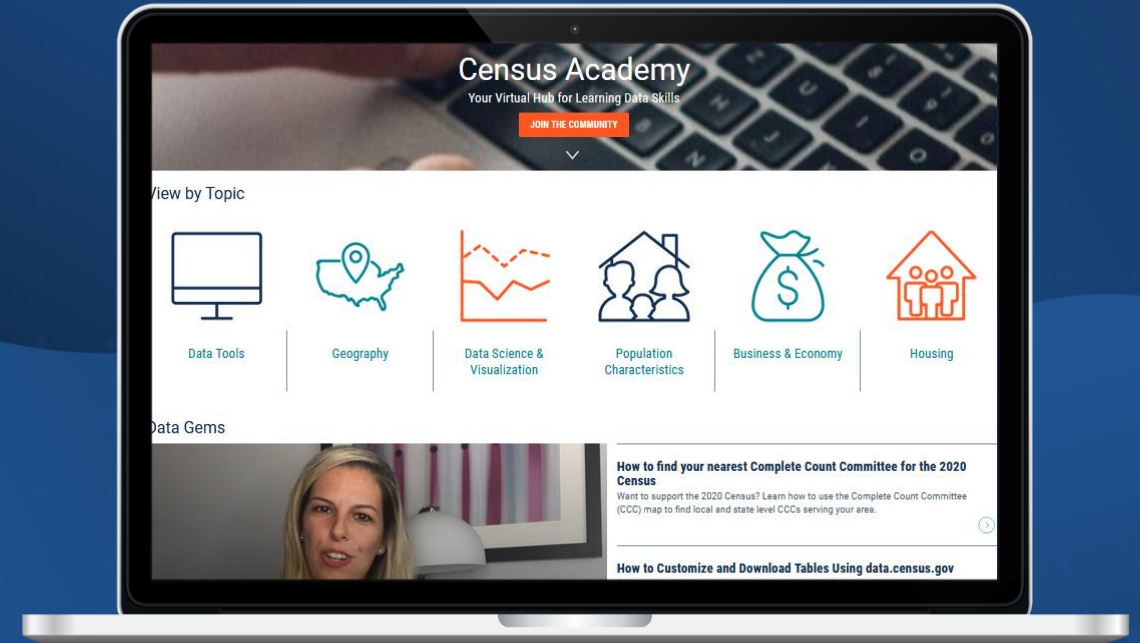 Census Academy
Your Virtual Hub for Learning Data Skills
JOIN THE COMMUNITY
View by Topic
Data Tools
Geography
Data Science &
Visualization
Population
Characteristics
Business & Economy
Housing
Data Gems
How to find your nearest Complete Count Committee for the 2020
Census
Want to support the 2020 Census? Learn how to use the Complete Count Committee
(CCC) map to find local and state level CCCs serving your area.
How to Customize and Download Tables Using data.census.gov